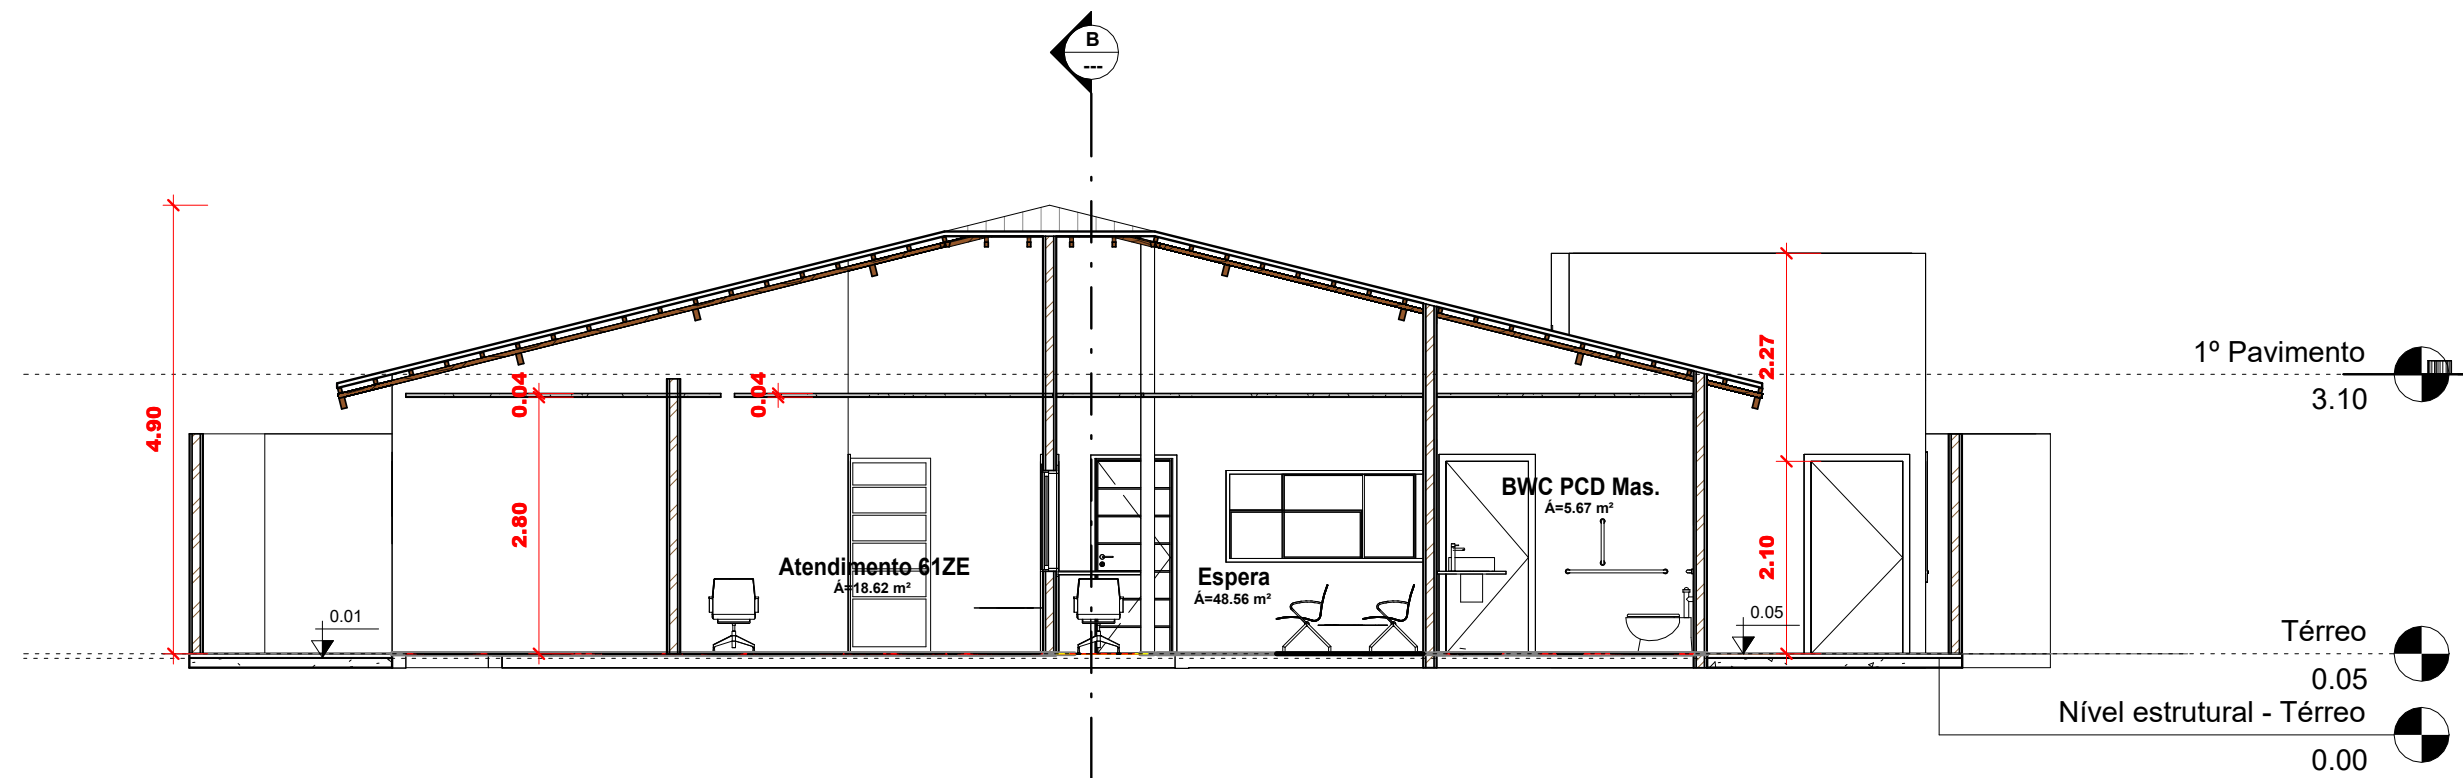 B
---
4.90
0.04
0.04
2.80
2.27
2.10
1º Pavimento
3.10
BWC PCD Mas.
Á=5.67 m²
Atendimento 61ZE
Á=18.62 m²
Espera
Á=48.56 m²
0.01
0.05
Térreo
0.05
Nível estrutural - Térreo
0.00